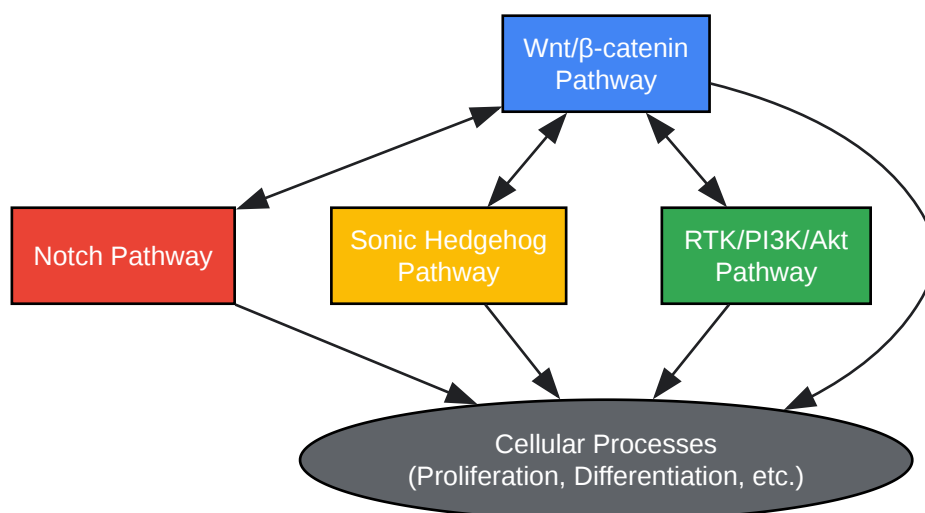 Wnt/β-catenin
Pathway
Notch Pathway
Sonic Hedgehog
Pathway
RTK/PI3K/Akt
Pathway
Cellular Processes
(Proliferation, Differentiation, etc.)